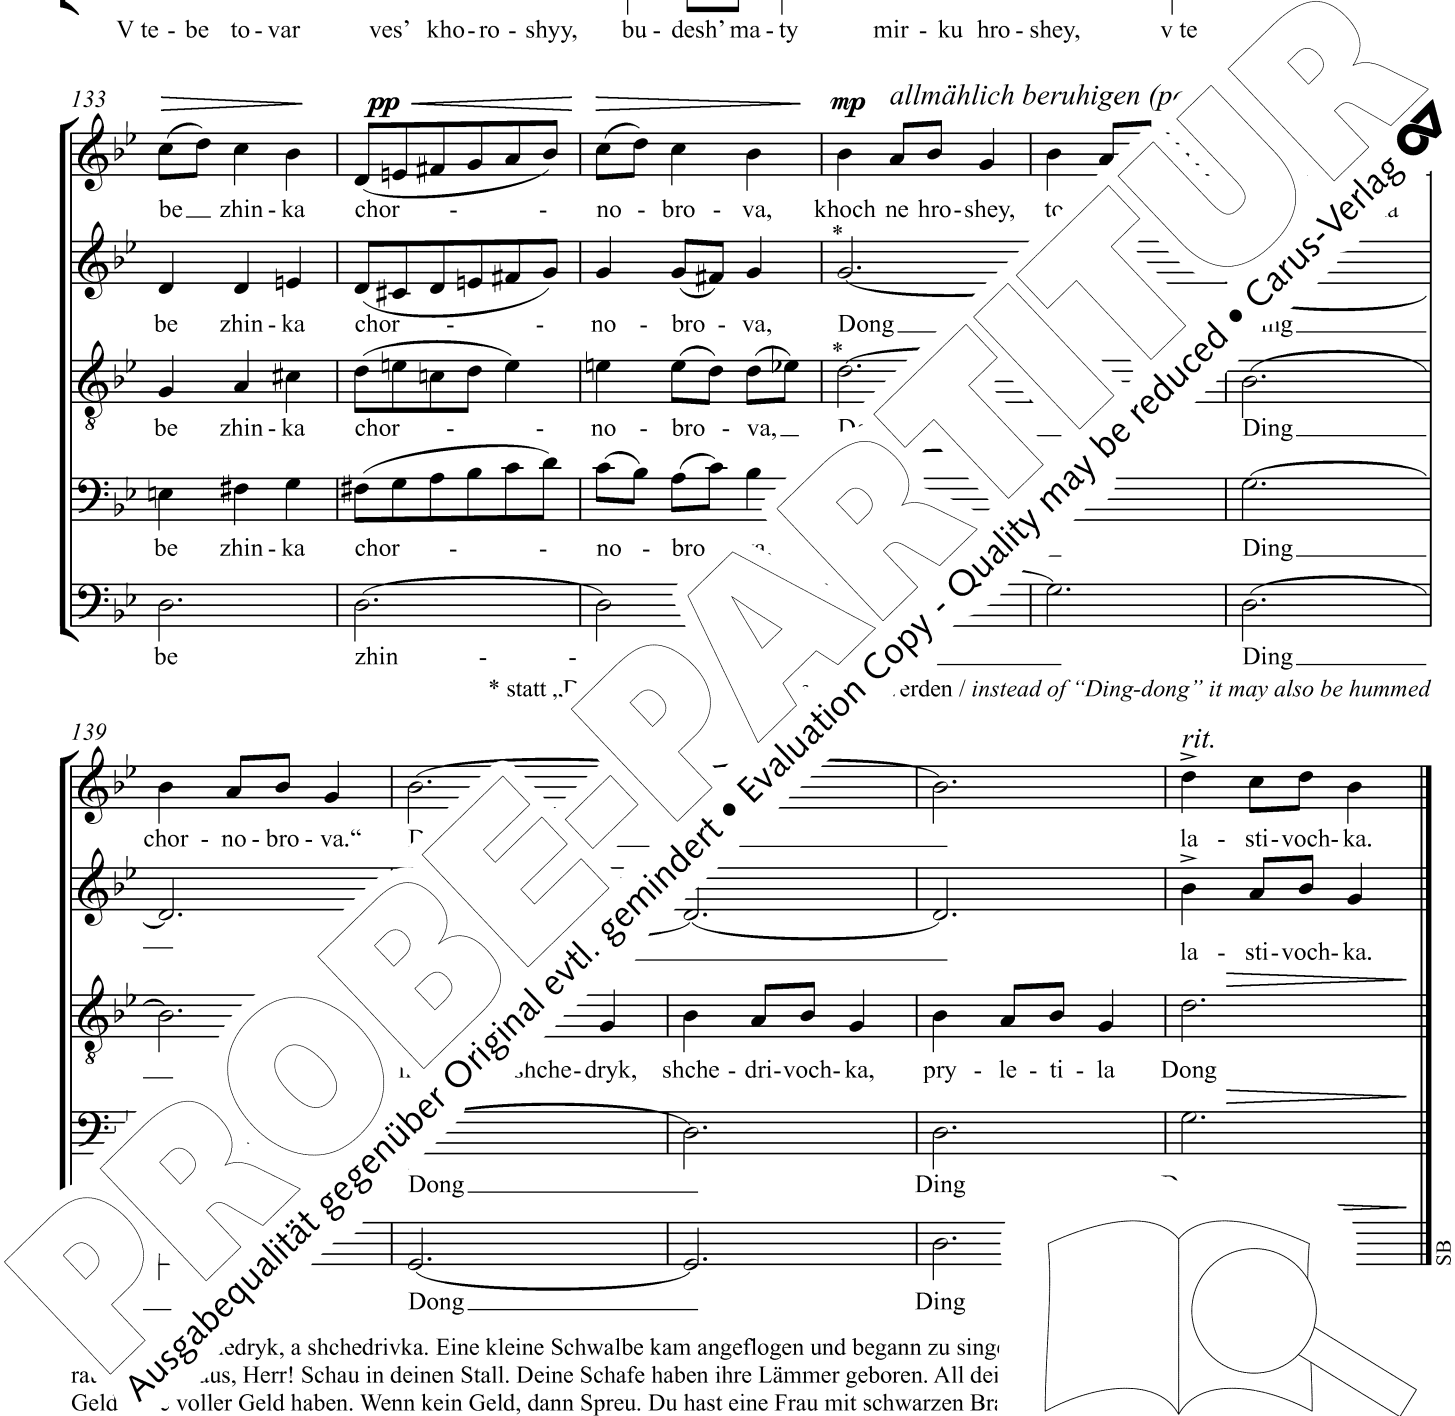 V te - be to - var ves’ kho - ro - shyy, bu - desh’ ma - ty mir - ku hro - shey, v te
133 pp mp allmählich beruhigen
be zhin - ka chor - - no - bro - va, khoch ne hro - shey,
*
be zhin - ka chor - - no - bro - va, Dong
*
be zhin - ka chor - - no - bro - va, Ding
be zhin - ka chor - - no - bro Ding
be zhin - - Ding
* statt erden / instead of “Ding-dong” it may also be hummed
139 rit.
chor - no - bro - va.“ la - sti - voch - ka.
la - sti - voch - ka.
dryk, shche - dri - voch - ka, pry - le - ti - la Dong
Dong Ding
Dong Ding
a shchedrivka. Eine kleine Schwalbe kam angeflogen und begann zu
Herr! Schau in deinen Stall. Deine Schafe haben ihre Lämmer geboren. All
Geld voller Geld haben. Wenn kein Geld, dann Spreu. Du hast eine Frau mit schwarzen
SB
PROBE-PARTITUR
Ausgabequalität gegenüber Original evtl. gemindert • Evaluation Copy - Quality may be reduced • Carus-Verlag